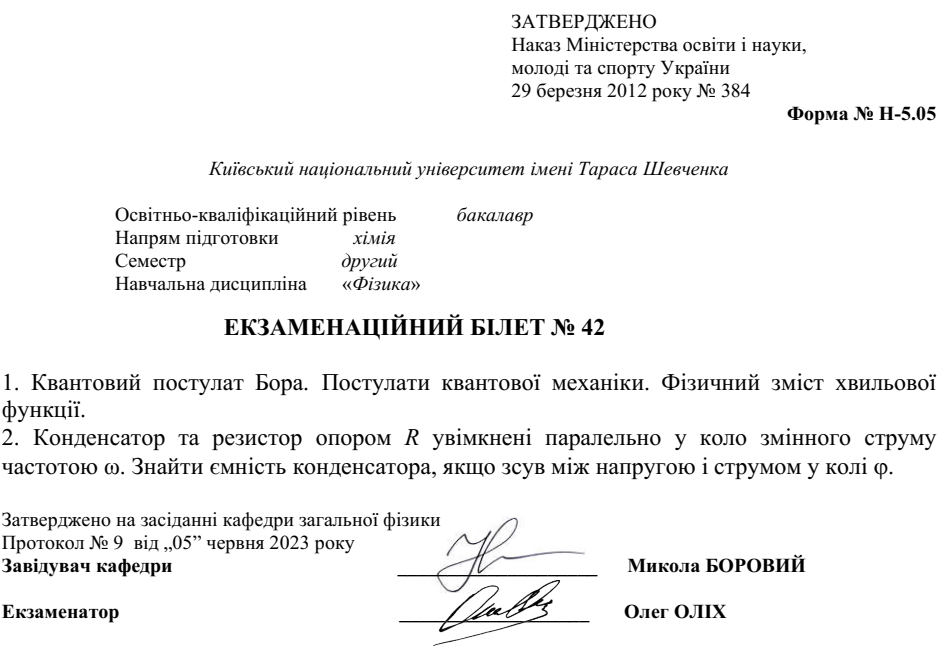 ЗАТВЕРДЖЕНО
Наказ Міністерства освіти і науки,
молоді та спорту України
29 березня 2012 року № 384
Форма № Н-5.05
Київський національний університет імені Тараса Шевченка
Освітньо-кваліфікаційний рівень бакалавр
Напрям підготовки хімія
Семестр другий
Навчальна дисципліна «Фізика»
ЕКЗАМЕНАЦІЙНИЙ БІЛЕТ № 42
1. Квантовий постулат Бора. Постулати квантової механіки. Фізичний зміст хвильової
функції.
2. Конденсатор та резистор опором R увімкнені паралельно у коло змінного струму
частотою ω. Знайти ємність конденсатора, якщо зсув між напругою і струмом у колі φ.
Затверджено на засіданні кафедри загальної фізики
Протокол № 9 від „05” червня 2023 року
Завідувач кафедри ____________________ Микола БОРОВИЙ
Екзаменатор ____________________ Олег ОЛІХ